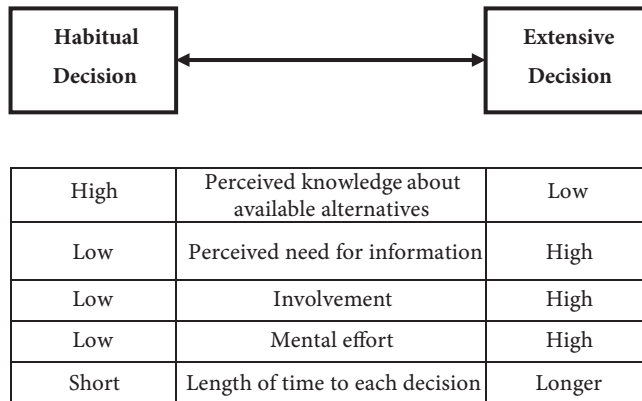 Habitual
Decision
Extensive
Decision
High
Perceived knowledge about
available alternatives
Low
Low
Perceived need for information
High
Low
Involvement
High
Low
Mental effort
High
Short
Length of time to each decision
Longer